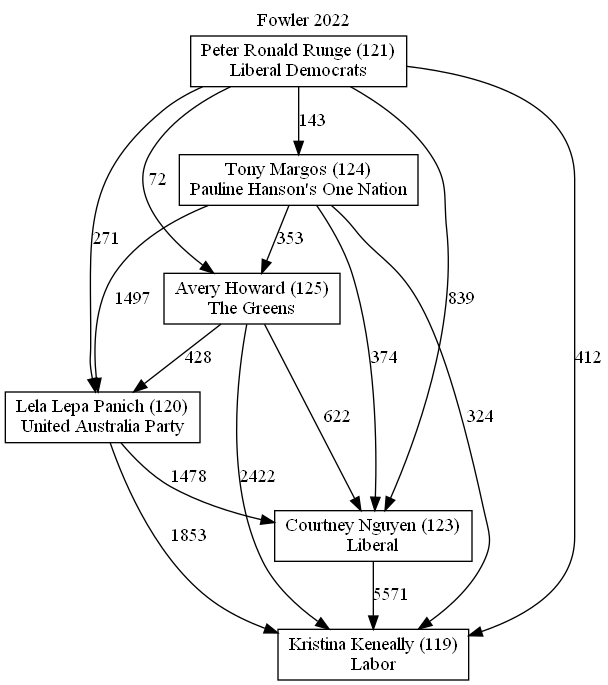 Fowler 2022
Peter Ronald Runge (121)
Liberal Democrats
143
Tony Margos (124)
Pauline Hanson's One Nation
72
271
1497
353
839
Avery Howard (125)
The Greens
428
374
412
Lela Lepa Panich (120)
United Australia Party
622
324
1478
2422
Courtney Nguyen (123)
Liberal
1853
5571
Kristina Keneally (119)
Labor